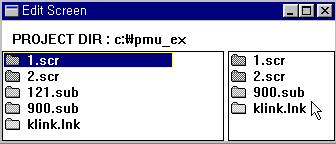 Edit Screen
PROJECT DIR : c:₩pmu_ex
1.scr
2.scr
121.sub
900.sub
klink.lnk
1.scr
2.scr
900.sub
klink.lnk